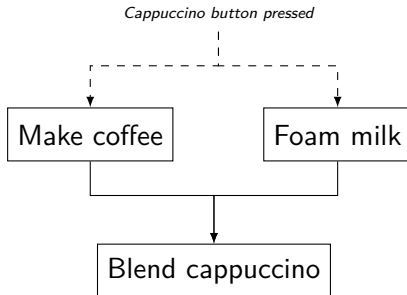 Cappuccino button pressed
Make coffee
Foam milk
Blend cappuccino